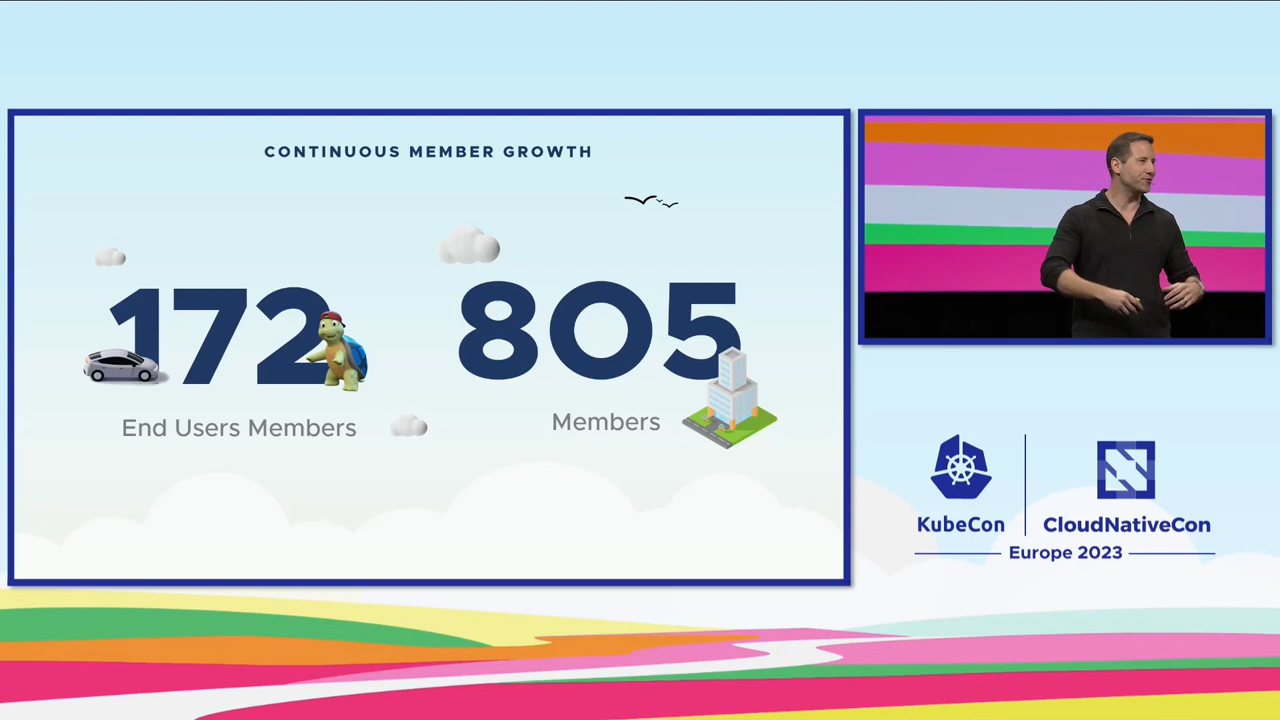 CONTINUOUS MEMBER GROWTH
172
805
End Users Members
Members
KubeCon
CloudNativeCon
Europe 2023